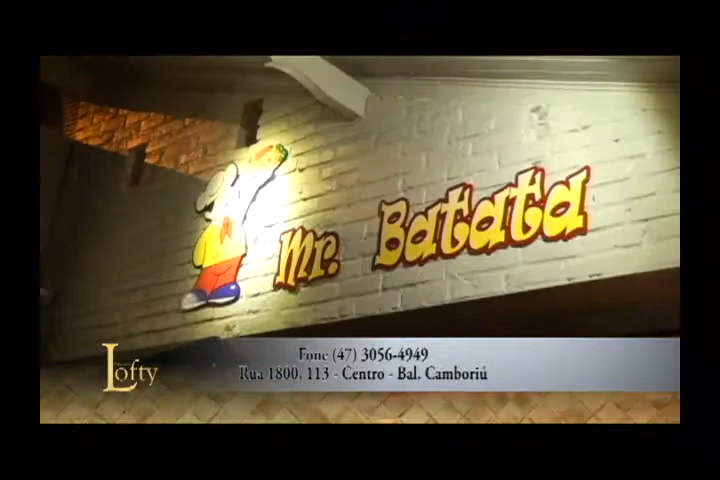 Mr. Batata
Fone (47) 3056-4949
Rua 1800, 113 - Centro - Bal. Camboriú
Lofty